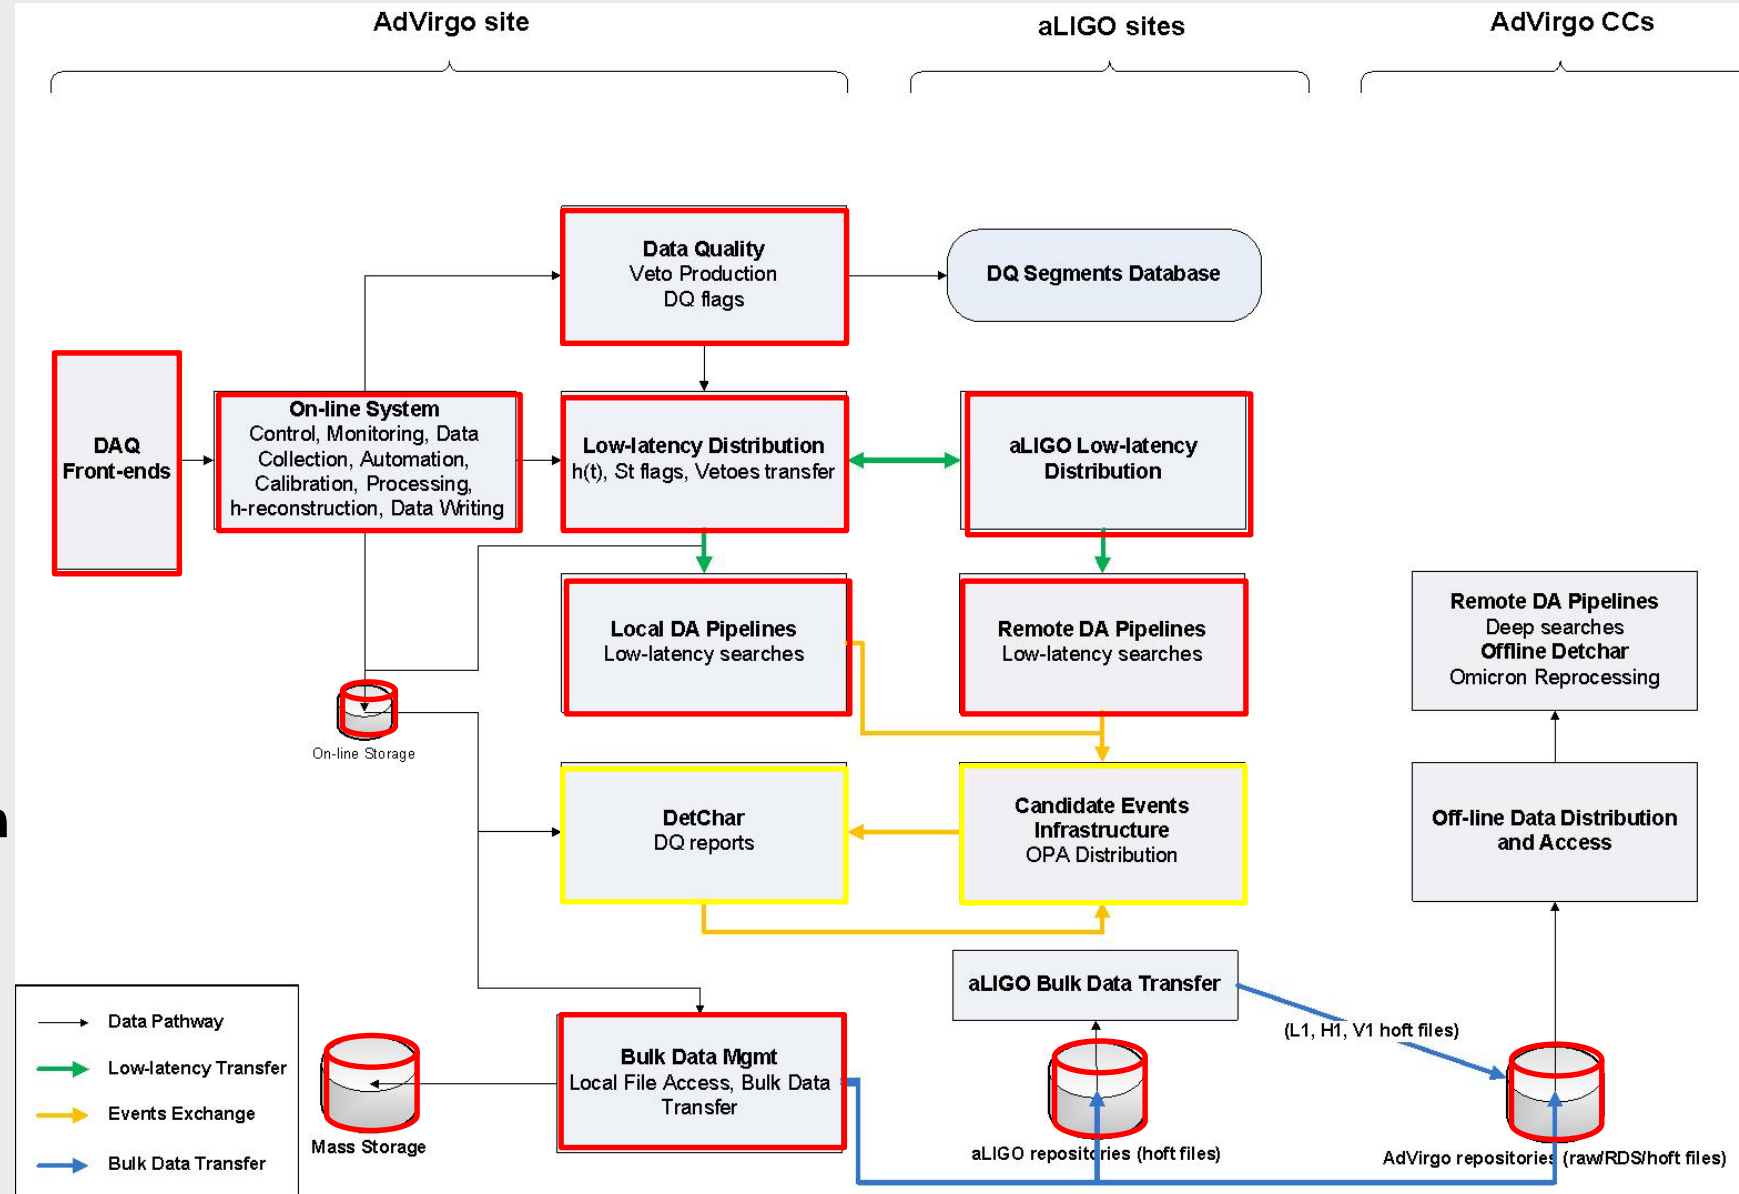 AdVirgo site
aLIGO sites
AdVirgo CCs
Data Quality
Veto Production
DQ flags
DQ Segments Database
DAQ
Front-ends
On-line System
Control, Monitoring, Data
Collection, Automation,
Calibration, Processing,
h-reconstruction, Data Writing
Low-latency Distribution
h(t), St flags, Vetoes transfer
aLIGO Low-latency
Distribution
Local DA Pipelines
Low-latency searches
Remote DA Pipelines
Low-latency searches
Remote DA Pipelines
Deep searches
Offline Detchar
Omicron Reprocessing
On-line Storage
DetChar
DQ reports
Candidate Events
Infrastructure
OPA Distribution
Off-line Data Distribution
and Access
n
aLIGO Bulk Data Transfer
(L1, H1, V1 hoft files)
Data Pathway
Low-latency Transfer
Events Exchange
Bulk Data Transfer
Mass Storage
Bulk Data Mgmt
Local File Access, Bulk Data
Transfer
aLIGO repositories (hoft files)
AdVirgo repositories (raw/RDS/hoft files)